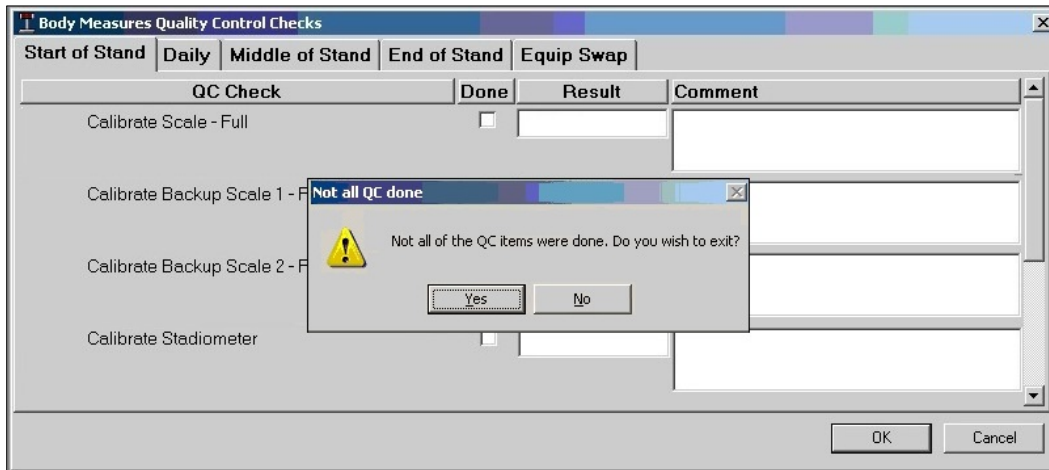 Body Measures Quality Control Checks
Start of Stand Daily Middle of Stand End of Stand Equip Swap
QC Check Done Result Comment
Calibrate Scale - Full
Calibrate Backup Scale 1 - F
Not all QC done
Not all of the QC items were done. Do you wish to exit?
Calibrate Backup Scale 2 - F
Yes No
Calibrate Stadiometer
OK Cancel